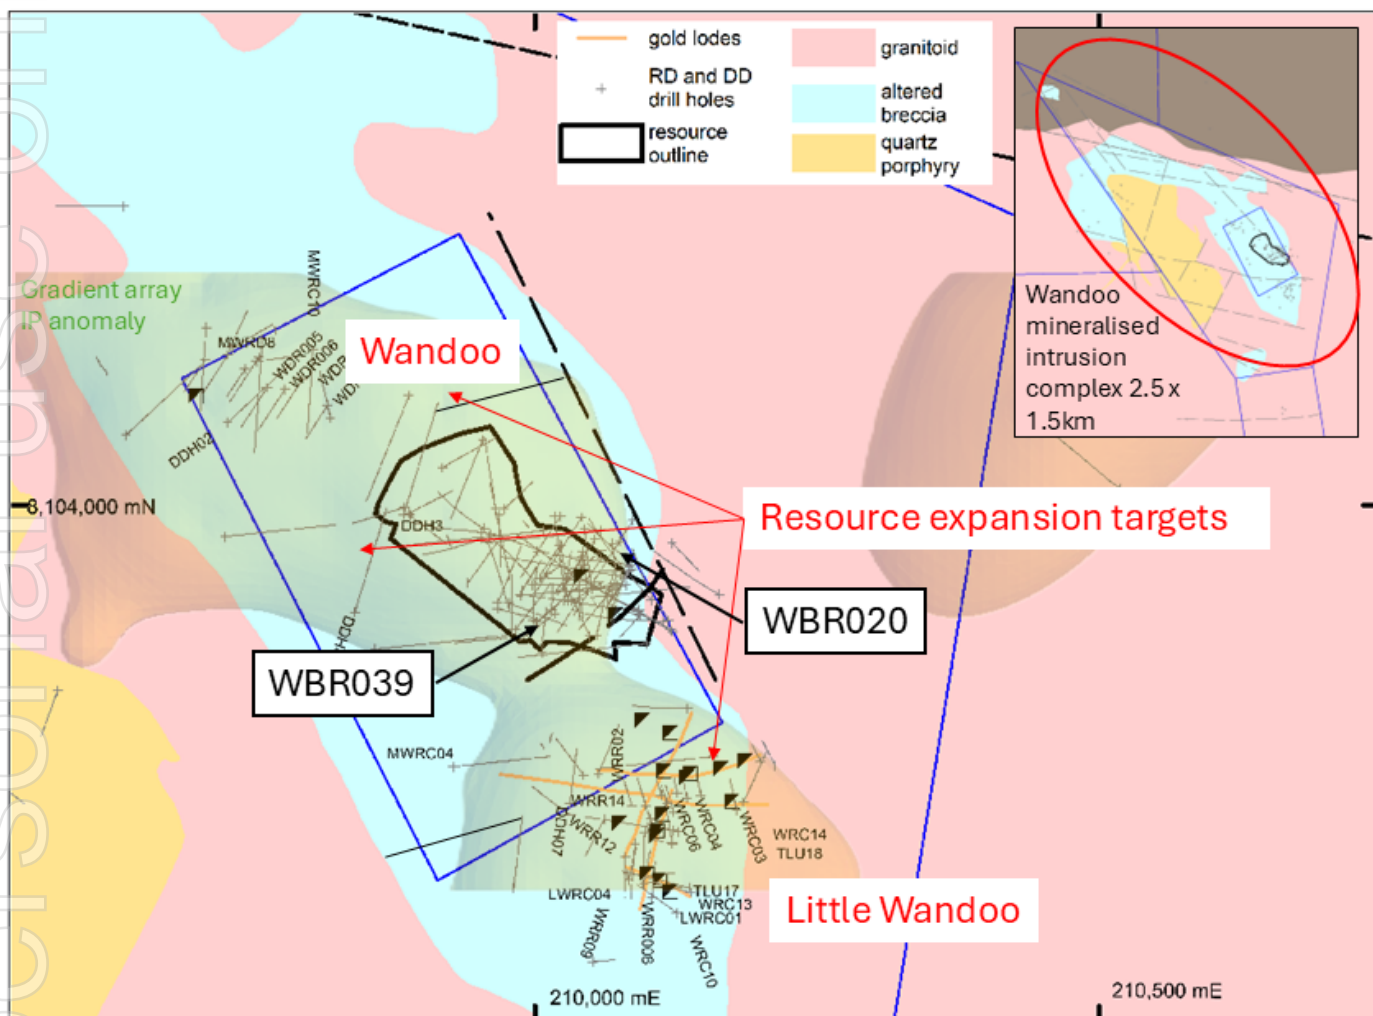 gold lodes
RD and DD
drill holes
resource
outline
granitoid
altered
breccia
quartz
porphyry
Wandoo
mineralised
intrusion
complex 2.5 x
1.5km
Gradient array
IP anomaly
MWRC10
MWRD8
WDR005
WDR006
Wandoo
DDH02
8,104,000 mN
DDH3
Resource expansion targets
WBR020
WBR039
MWRC04
WRR02
WRR14
WRR12
DDH07
WRC06
WRC04
WRC03
WRC14
TLU18
LWRC04
TLU17
WRC13
LWRC01
WRR09
WRR006
WRC10
Little Wandoo
210,000 mE
210,500 mE